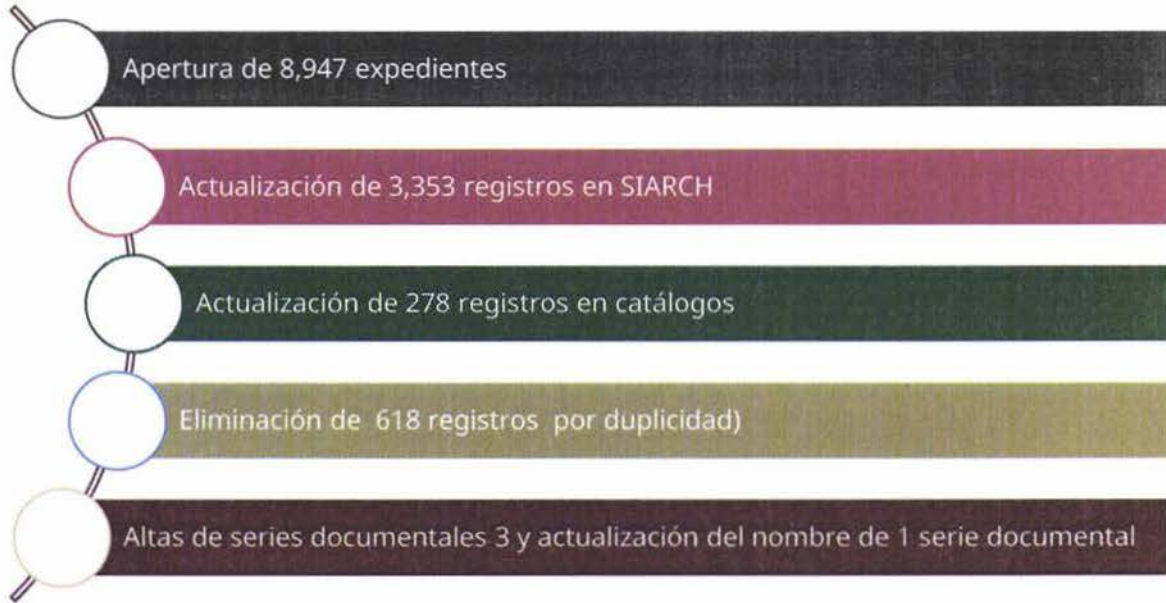 Apertura de 8,947 expedientes
Actualización de 3,353 registros en SIARCH
Actualización de 278 registros en catálogos
Eliminación de 618 registros por duplicidad)
Altas de series documentales 3 y actualización del nombre de 1 serie documental